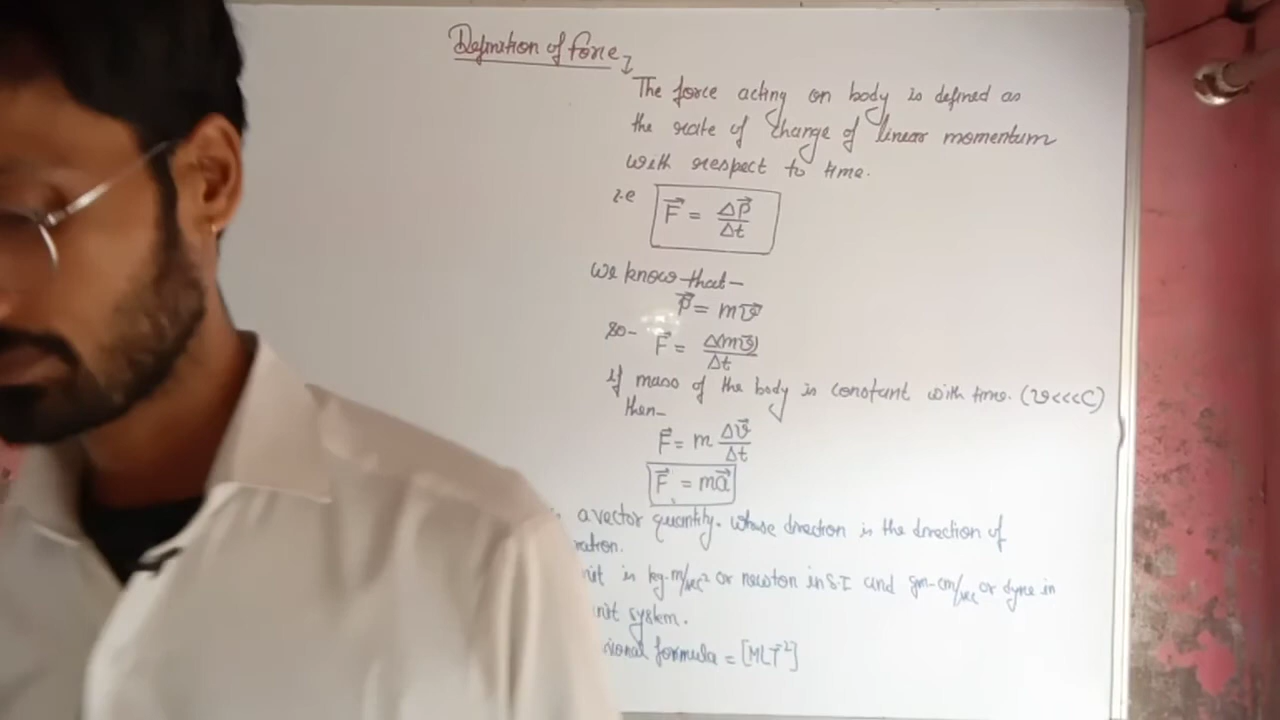 Definition of force
The force acting on body is defined as
the rate of change of linear momentum
with respect to time.
i.e F⃗ = Δp⃗/Δt
we know that-
p⃗ = mv⃗
so- F⃗ = Δ(mv⃗)/Δt
If mass of the body is constant with time. (v<<<C)
then-
F⃗ = m Δv⃗/Δt
F⃗ = ma⃗
a vector quantity. whose direction is the direction of
ration.
nit is kg-m/sec² or newton in S.I and gm-cm/sec or dyne in
nit system.
sional formula = [MLT⁻²]